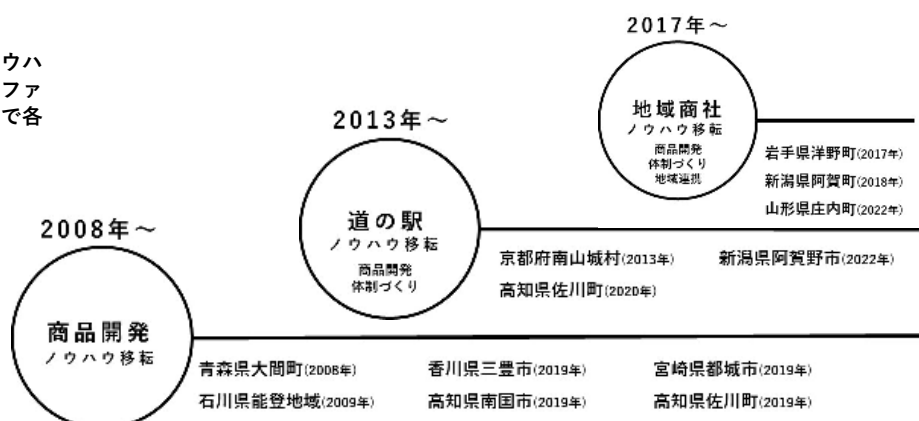 ウハ
ファ
で各
2017年～
地域商社
ノウハウ移転
商品開発
体制づくり
地域連携
岩手県洋野町(2017年)
新潟県阿賀町(2018年)
山形県庄内町(2022年)
2013年～
道の駅
ノウハウ移転
商品開発
体制づくり
京都府南山城村(2013年)
新潟県阿賀野市(2022年)
高知県佐川町(2020年)
2008年～
商品開発
ノウハウ移転
青森県大間町(2008年)
香川県三豊市(2019年)
宮崎県都城市(2019年)
石川県能登地域(2009年)
高知県南国市(2019年)
高知県佐川町(2019年)